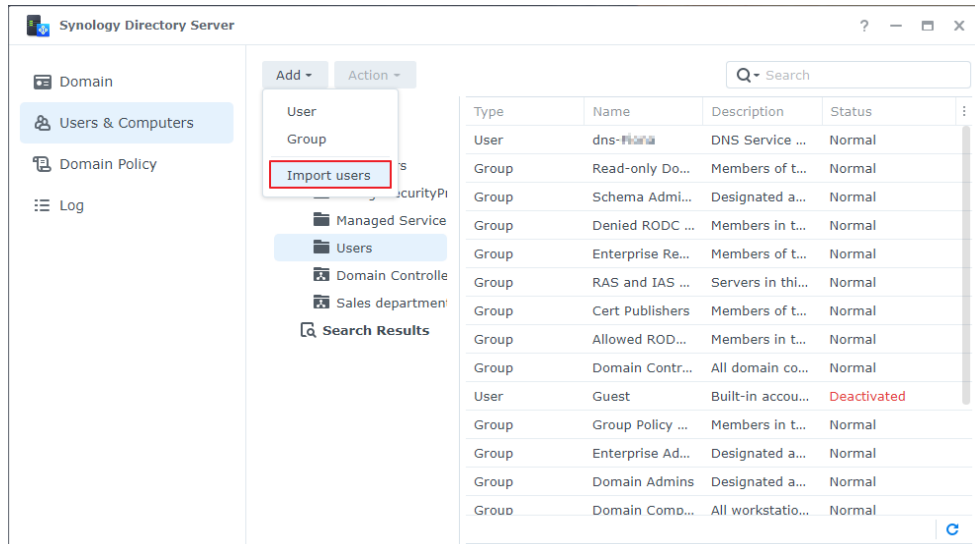 Synology Directory Server
?
Domain
Users & Computers
Domain Policy
Log
Add
Action
Search
User
Group
Import users
Managed Service
Users
Domain Controlle
Sales department
Search Results
Type Name Description Status
User dns- DNS Service ... Normal
Group Read-only Do... Members of t... Normal
Group Schema Admi... Designated a... Normal
Group Denied RODC ... Members in t... Normal
Group Enterprise Re... Members of t... Normal
Group RAS and IAS ... Servers in thi... Normal
Group Cert Publishers Members of t... Normal
Group Allowed ROD... Members in t... Normal
Group Domain Contr... All domain co... Normal
User Guest Built-in accou... Deactivated
Group Group Policy ... Members in t... Normal
Group Enterprise Ad... Designated a... Normal
Group Domain Admins Designated a... Normal
Group Domain Comp... All workstatio... Normal